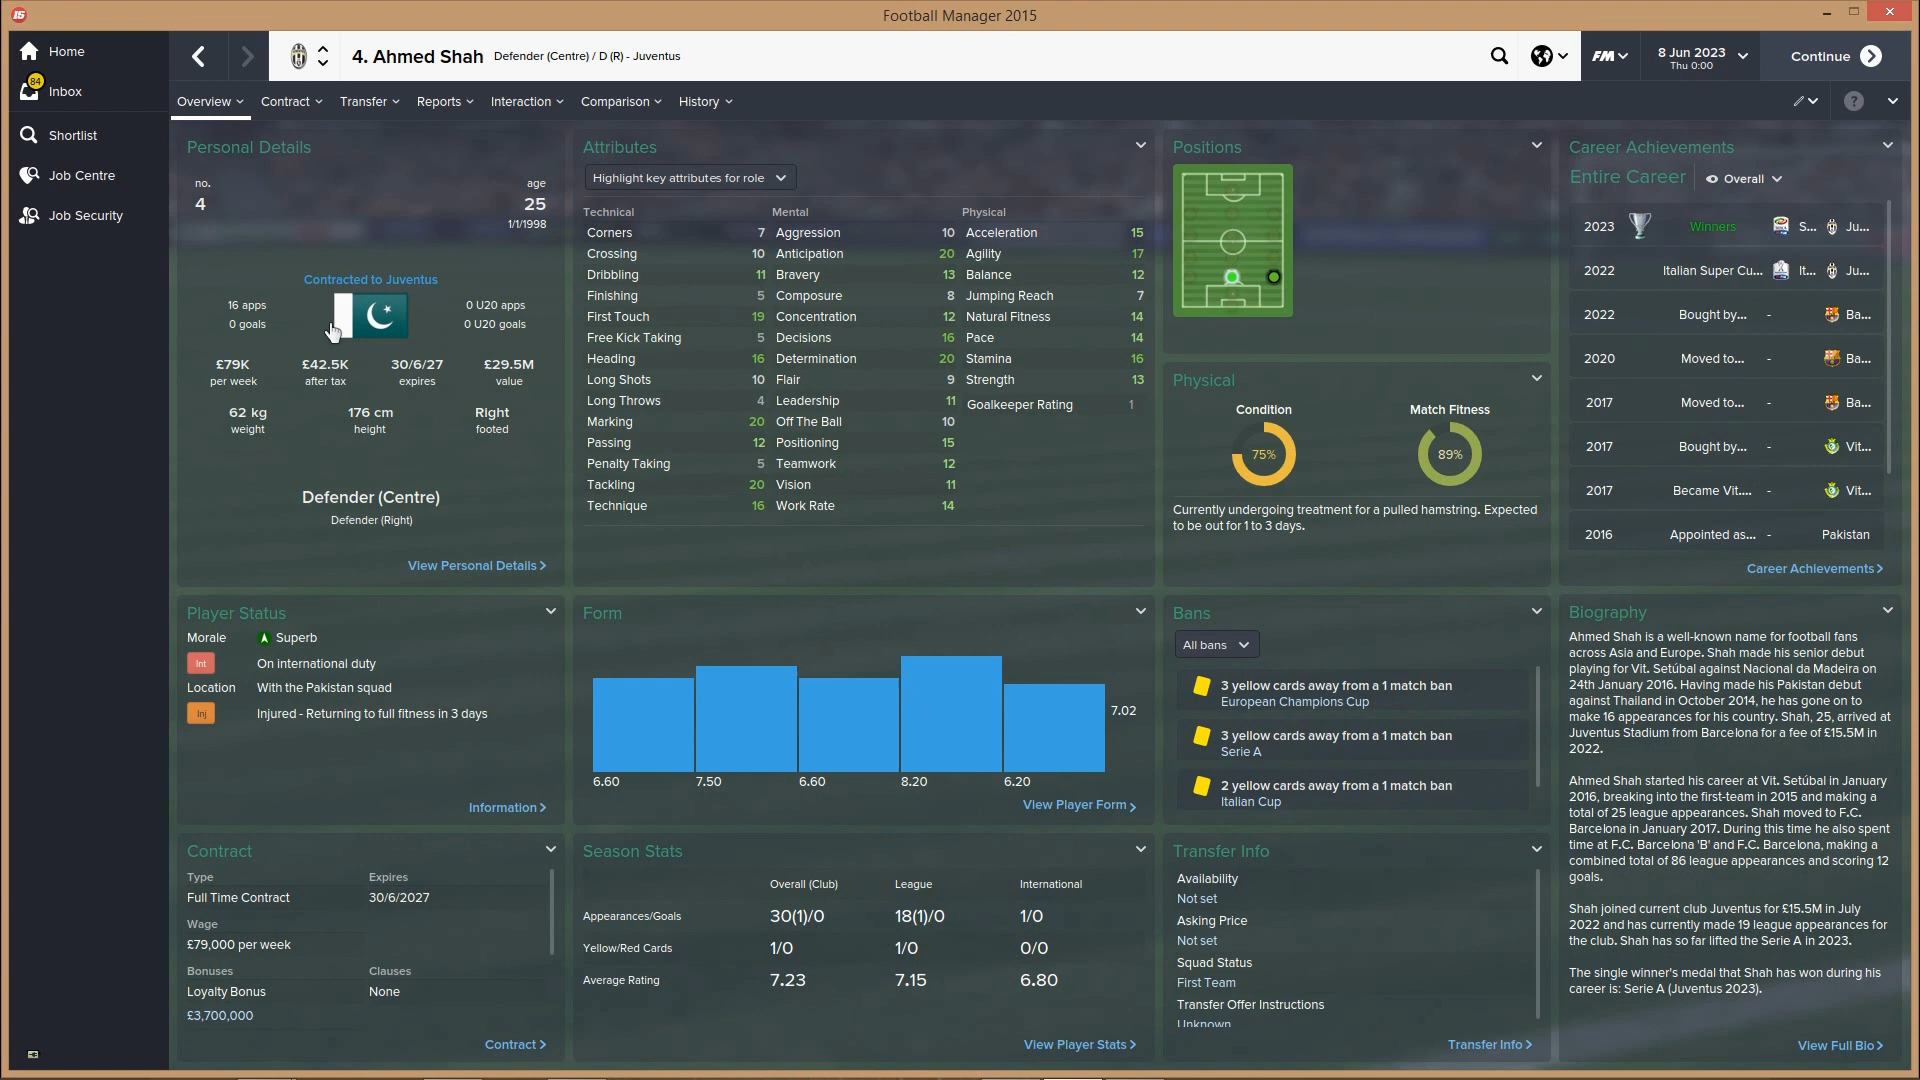 Football Manager 2015
Home
84
Inbox
Shortlist
Job Centre
Job Security
4. Ahmed Shah Defender (Centre) / D (R) - Juventus
FM
8 Jun 2023
Thu 0:00
Continue
Overview Contract Transfer Reports Interaction Comparison History
?
Personal Details
no.
4
age
25
1/1/1998
Contracted to Juventus
16 apps
0 goals
0 U20 apps
0 U20 goals
£79K £42.5K 30/6/27 £29.5M
per week after tax expires value
62 kg 176 cm Right
weight height footed
Defender (Centre)
Defender (Right)
View Personal Details
Attributes
Highlight key attributes for role
Technical Mental Physical
Corners 7 Aggression 10 Acceleration 15
Crossing 10 Anticipation 20 Agility 17
Dribbling 11 Bravery 13 Balance 12
Finishing 5 Composure 8 Jumping Reach 7
First Touch 19 Concentration 12 Natural Fitness 14
Free Kick Taking 5 Decisions 16 Pace 14
Heading 16 Determination 20 Stamina 16
Long Shots 10 Flair 9 Strength 13
Long Throws 4 Leadership 11 Goalkeeper Rating 1
Marking 20 Off The Ball 10
Passing 12 Positioning 15
Penalty Taking 5 Teamwork 12
Tackling 20 Vision 11
Technique 16 Work Rate 14
Positions
Physical
Condition Match Fitness
75% 89%
Currently undergoing treatment for a pulled hamstring. Expected
to be out for 1 to 3 days.
Career Achievements
Entire Career Overall
2023 Winners S... Ju...
2022 Italian Super Cu... It... Ju...
2022 Bought by... - Ba...
2020 Moved to... - Ba...
2017 Moved to... - Ba...
2017 Bought by... - Vit...
2017 Became Vit.... - Vit...
2016 Appointed as... - Pakistan
Career Achievements
Player Status
Morale Superb
Int On international duty
Location With the Pakistan squad
Inj Injured - Returning to full fitness in 3 days
Information
Form
7.02
6.60 7.50 6.60 8.20 6.20
View Player Form
Bans
All bans
3 yellow cards away from a 1 match ban
European Champions Cup
3 yellow cards away from a 1 match ban
Serie A
2 yellow cards away from a 1 match ban
Italian Cup
Biography
Ahmed Shah is a well-known name for football fans
across Asia and Europe. Shah made his senior debut
playing for Vit. Setúbal against Nacional da Madeira on
24th January 2016. Having made his Pakistan debut
against Thailand in October 2014, he has gone on to
make 16 appearances for his country. Shah, 25, arrived at
Juventus Stadium from Barcelona for a fee of £15.5M in
2022.
Ahmed Shah started his career at Vit. Setúbal in January
2016, breaking into the first-team in 2015 and making a
total of 25 league appearances. Shah moved to F.C.
Barcelona in January 2017. During this time he also spent
time at F.C. Barcelona 'B' and F.C. Barcelona, making a
combined total of 86 league appearances and scoring 12
goals.
Shah joined current club Juventus for £15.5M in July
2022 and has currently made 19 league appearances for
the club. Shah has so far lifted the Serie A in 2023.
The single winner's medal that Shah has won during his
career is: Serie A (Juventus 2023).
View Full Bio
Contract
Type Expires
Full Time Contract 30/6/2027
Wage
£79,000 per week
Bonuses Clauses
Loyalty Bonus None
£3,700,000
Contract
Season Stats
Overall (Club) League International
Appearances/Goals 30(1)/0 18(1)/0 1/0
Yellow/Red Cards 1/0 1/0 0/0
Average Rating 7.23 7.15 6.80
View Player Stats
Transfer Info
Availability
Not set
Asking Price
Not set
Squad Status
First Team
Transfer Offer Instructions
Unknown
Transfer Info